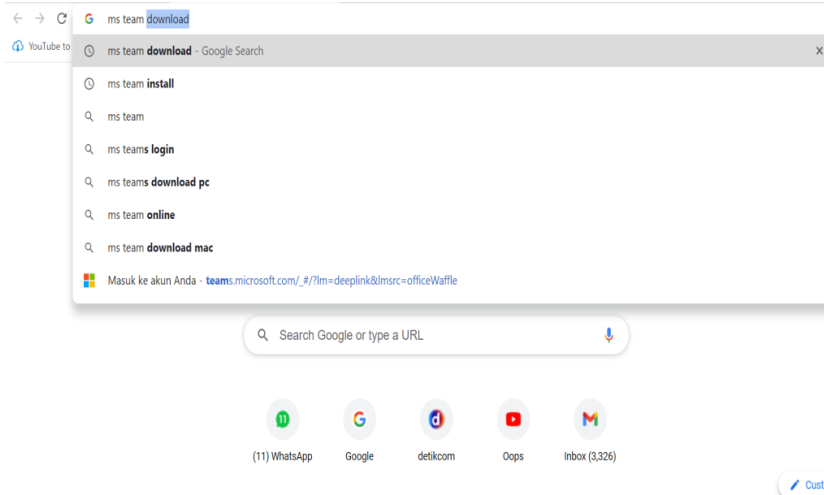 ms team download
YouTube to
ms team download - Google Search
ms team install
ms team
ms teams login
ms teams download pc
ms team online
ms team download mac
Masuk ke akun Anda - teams.microsoft.com/_#/?lm=deeplink&lmsrc=officeWaffle
Search Google or type a URL
11
(11) WhatsApp
Google
detikcom
Oops
Inbox (3,326)
Cust